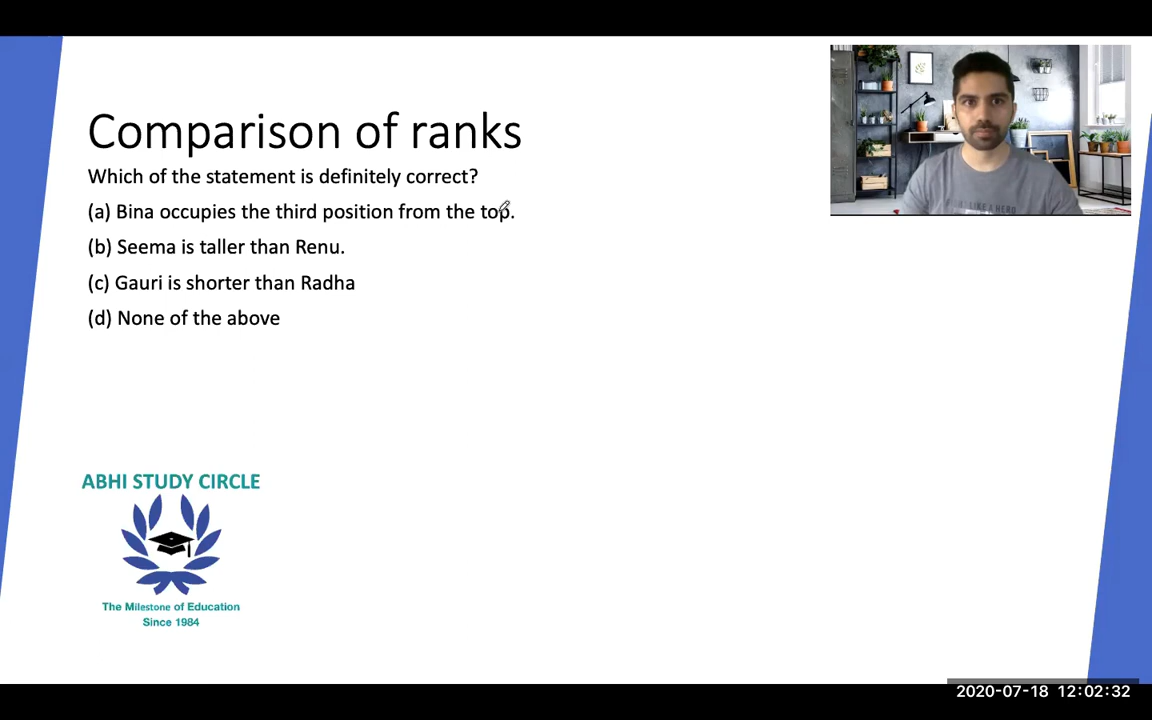 Comparison of ranks
Which of the statement is definitely correct?
(a) Bina occupies the third position from the top.
(b) Seema is taller than Renu.
(c) Gauri is shorter than Radha
(d) None of the above
ABHI STUDY CIRCLE
The Milestone of Education
Since 1984
LIKE A HERO
2020-07-18 12:02:32